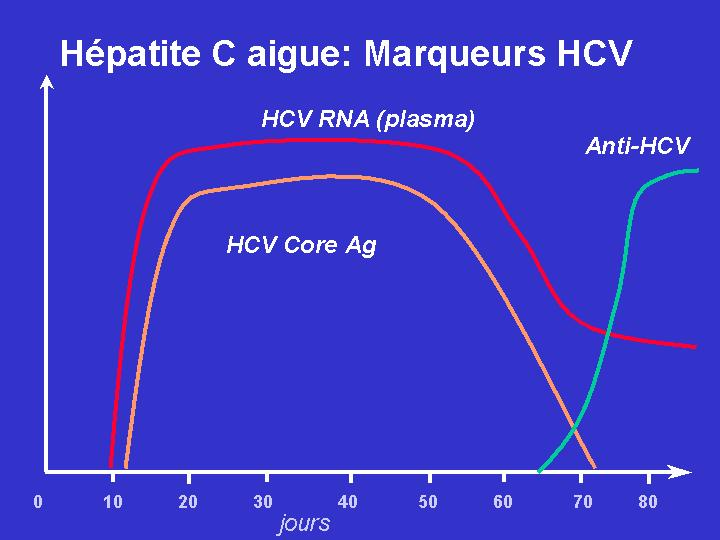 Hépatite C aigue: Marqueurs HCV
HCV RNA (plasma)
Anti-HCV
HCV Core Ag
0 10 20 30 40 50 60 70 80
jours